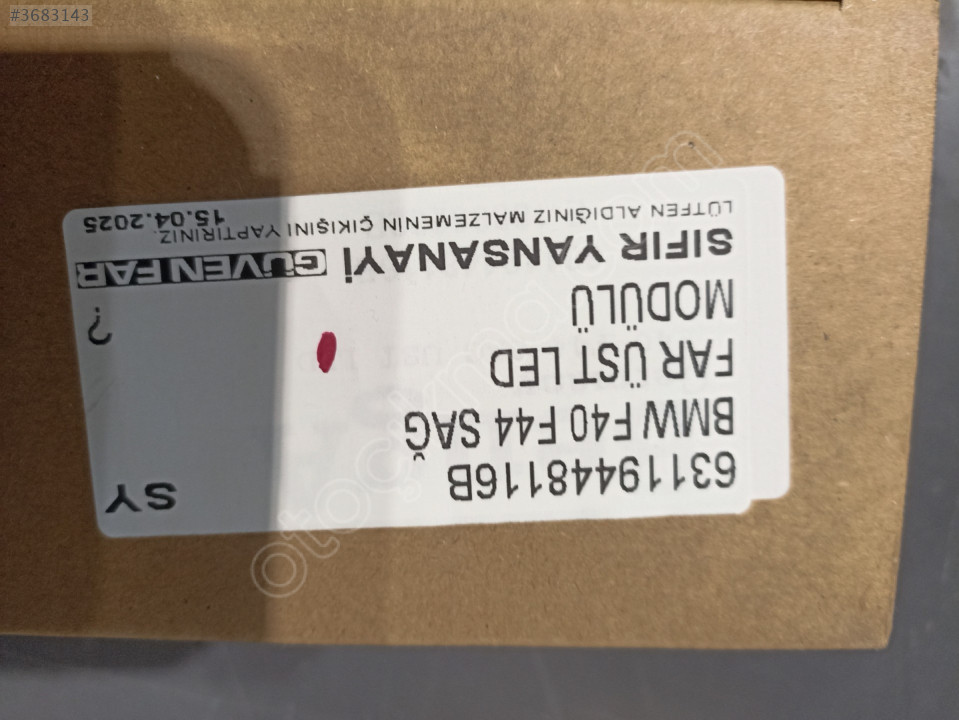 #3683143
63119448116B
SY
BMW F40 F44 SAĞ
FAR ÜST LED
MODÜLÜ
?
SIFIR YANSANAYİ GÜVEN FAR
LÜTFEN ALDIĞINIZ MALZEMENİN ÇIKIŞINI YAPTIRINIZ.
15.04.2025